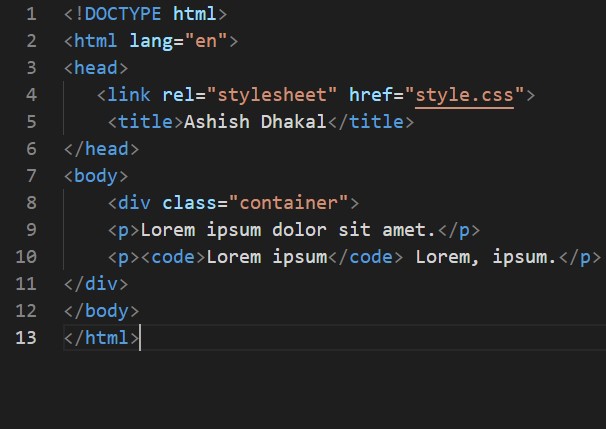 1 <!DOCTYPE html>
2 <html lang="en">
3 <head>
4    <link rel="stylesheet" href="style.css">
5     <title>Ashish Dhakal</title>
6 </head>
7 <body>
8     <div class="container">
9     <p>Lorem ipsum dolor sit amet.</p>
10     <p><code>Lorem ipsum</code> Lorem, ipsum.</p>
11 </div>
12 </body>
13 </html>